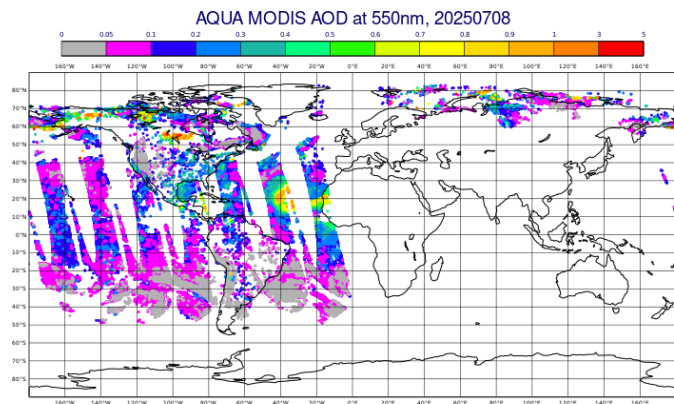 AQUA MODIS AOD at 550nm, 20250708
0 0.05 0.1 0.2 0.3 0.4 0.5 0.6 0.7 0.8 0.9 1 3 5
160°W 140°W 120°W 100°W 80°W 60°W 40°W 20°W 0°E 20°E 40°E 60°E 80°E 100°E 120°E 140°E 160°E
80°N
70°N
60°N
50°N
40°N
30°N
20°N
10°N
0°N
10°S
20°S
30°S
40°S
50°S
60°S
70°S
80°S
160°W 140°W 120°W 100°W 80°W 60°W 40°W 20°W 0°E 20°E 40°E 60°E 80°E 100°E 120°E 140°E 160°E